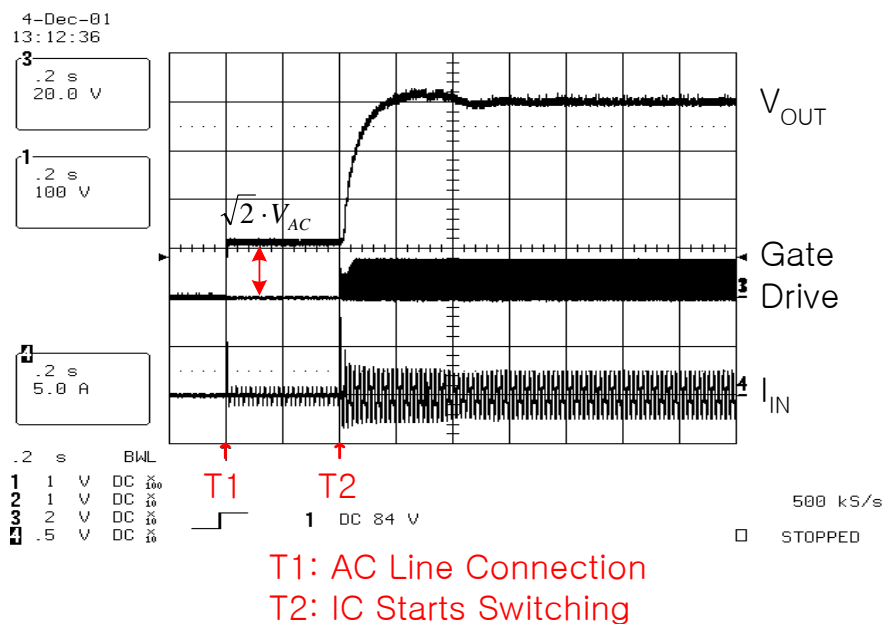 4-Dec-01
13:12:36
3
.2 s
20.0 V
1
.2 s
100 V
4
.2 s
5.0 A
√2 · V_AC
V_OUT
Gate
Drive
3
4
I_IN
T1
T2
.2 s BWL
1 1 V DC ×100
2 1 V DC ×10
3 2 V DC ×10
4 .5 V DC ×10
1 DC 84 V
500 kS/s
STOPPED
T1: AC Line Connection
T2: IC Starts Switching